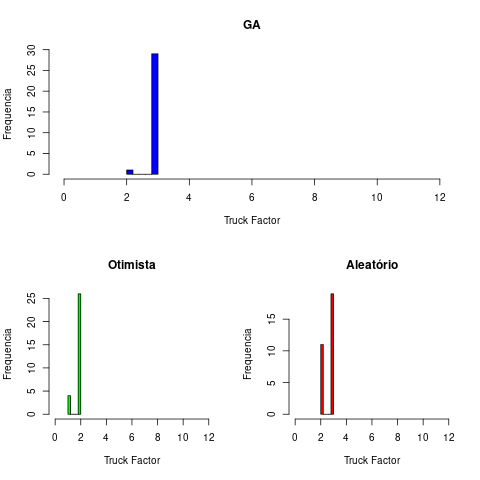 GA
Frequencia
0 5 10 15 20 25 30
0 2 4 6 8 10 12
Truck Factor
Otimista
Frequencia
0 5 10 15 20 25
0 2 4 6 8 10 12
Truck Factor
Aleatório
Frequencia
0 5 10 15
0 2 4 6 8 10 12
Truck Factor